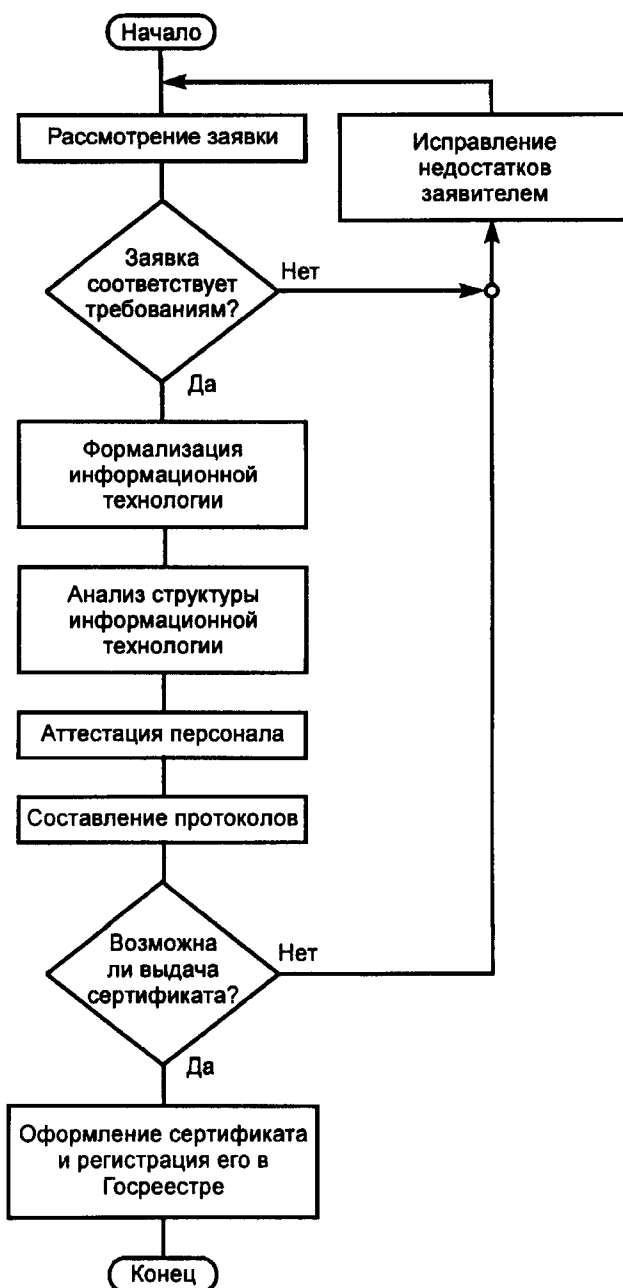 Начало
Рассмотрение заявки
Исправление
недостатков
заявителем
Заявка
соответствует
требованиям?
Нет
Да
Формализация
информационной
технологии
Анализ структуры
информационной
технологии
Аттестация персонала
Составление протоколов
Возможна
ли выдача
сертификата?
Нет
Да
Оформление сертификата
и регистрация его в
Госреестре
Конец